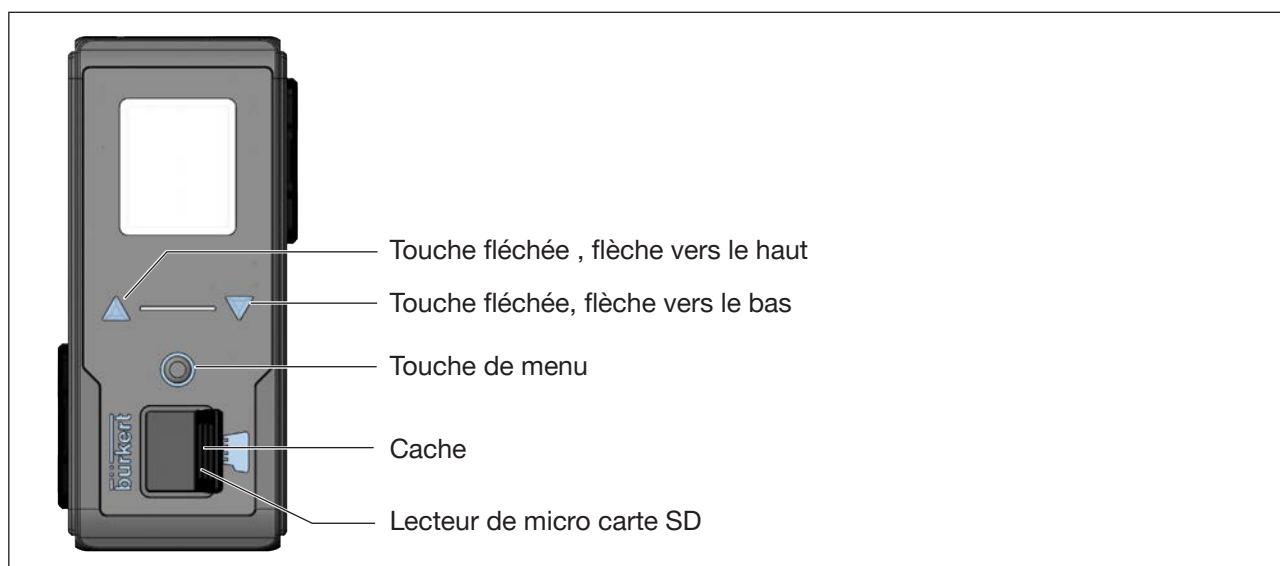 Touche fléchée , flèche vers le haut
Touche fléchée, flèche vers le bas
Touche de menu
bürkert
Cache
Lecteur de micro carte SD